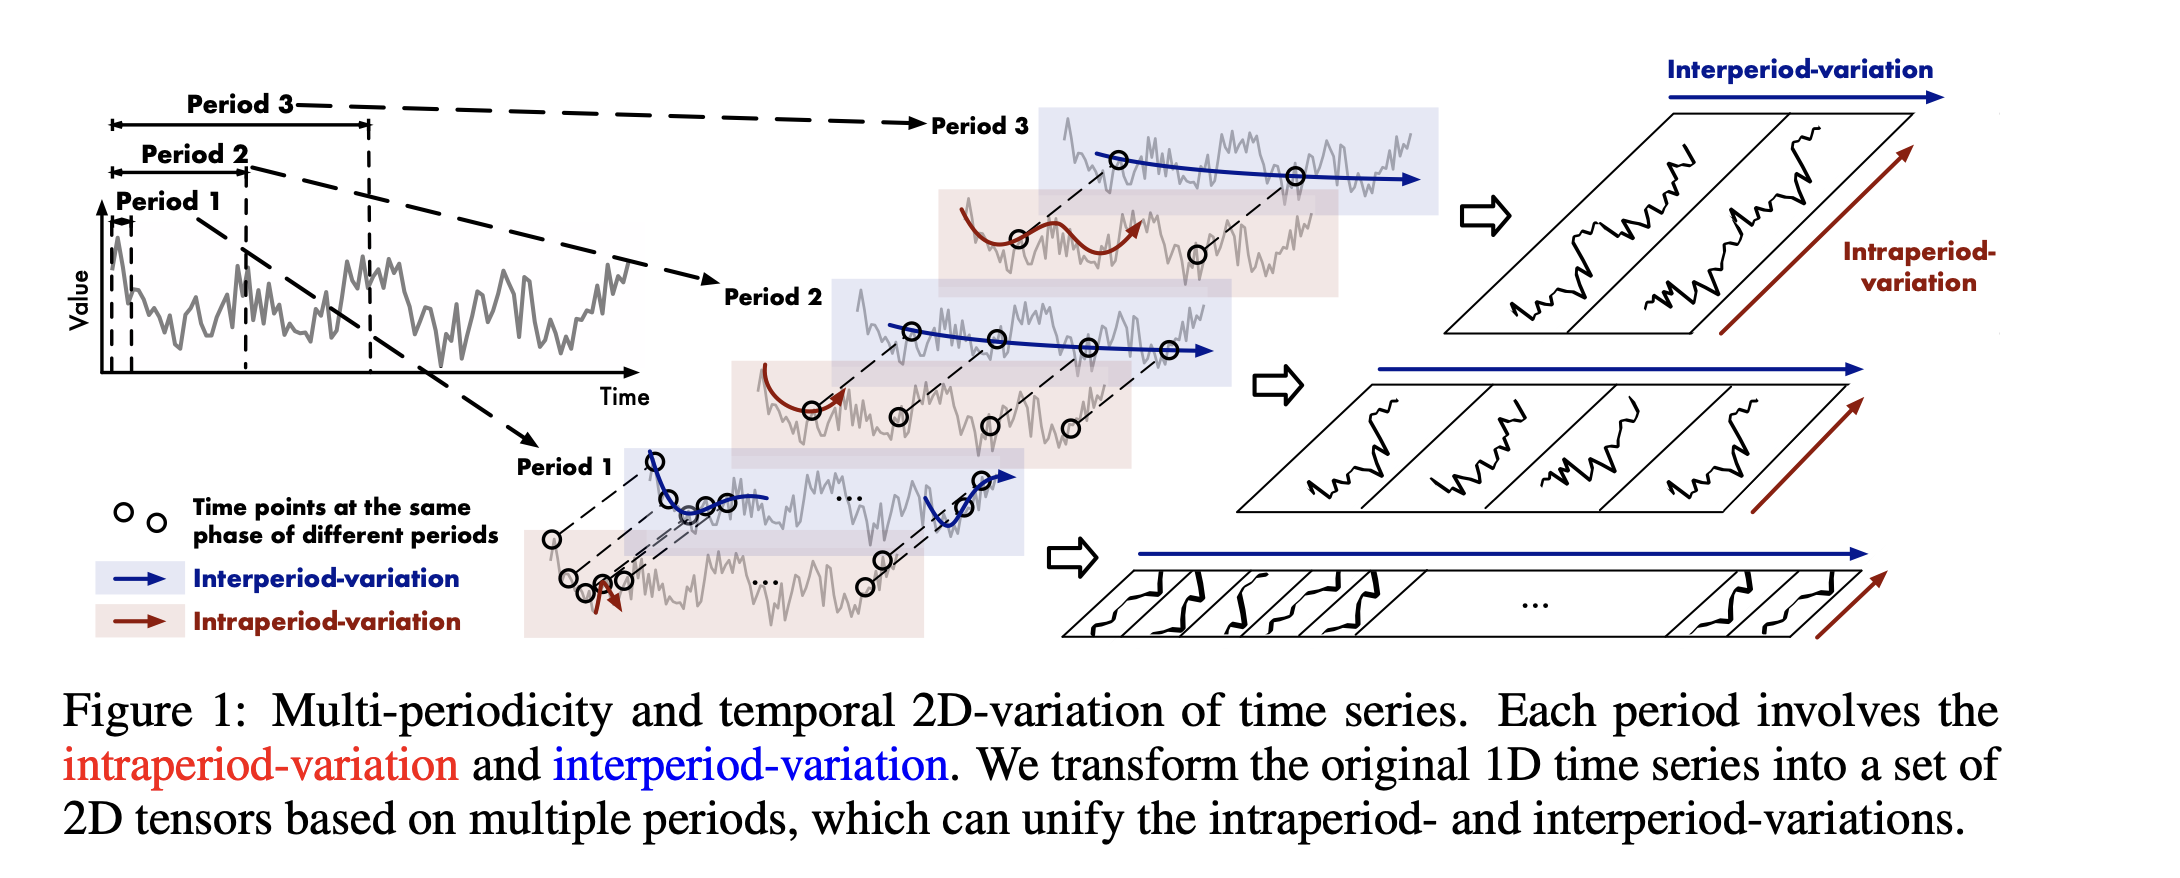 Interperiod-variation
Period 3
Period 3
Period 2
Period 1
Intraperiod-
variation
Value
Period 2
Time
Period 1
...
Time points at the same
phase of different periods
...
Interperiod-variation
...
Intraperiod-variation
Figure 1: Multi-periodicity and temporal 2D-variation of time series. Each period involves the
intraperiod-variation and interperiod-variation. We transform the original 1D time series into a set of
2D tensors based on multiple periods, which can unify the intraperiod- and interperiod-variations.